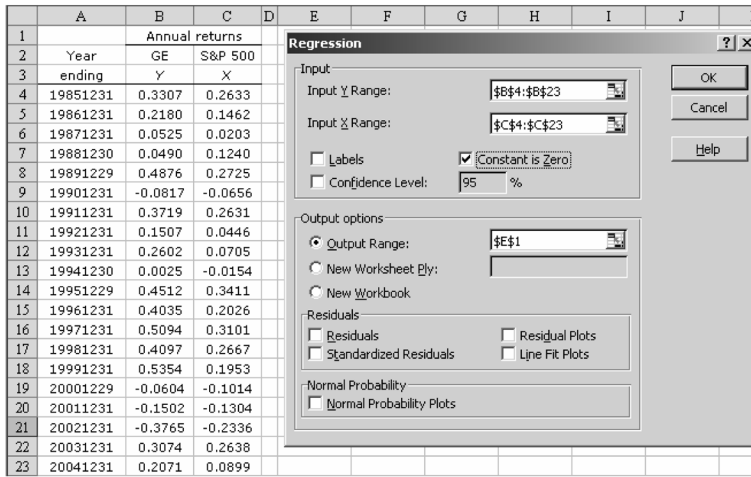 A B C D E F G H I J
1 Annual returns
2 Year GE S&P 500
3 ending Y X
4 19851231 0.3307 0.2633
5 19861231 0.2180 0.1462
6 19871231 0.0525 0.0203
7 19881230 0.0490 0.1240
8 19891229 0.4876 0.2725
9 19901231 -0.0817 -0.0656
10 19911231 0.3719 0.2631
11 19921231 0.1507 0.0446
12 19931231 0.2602 0.0705
13 19941230 0.0025 -0.0154
14 19951229 0.4512 0.3411
15 19961231 0.4035 0.2026
16 19971231 0.5094 0.3101
17 19981231 0.4097 0.2667
18 19991231 0.5354 0.1953
19 20001229 -0.0604 -0.1014
20 20011231 -0.1502 -0.1304
21 20021231 -0.3765 -0.2336
22 20031231 0.3074 0.2638
23 20041231 0.2071 0.0899
Regression
Input
Input Y Range: $B$4:$B$23
Input X Range: $C$4:$C$23
Labels Constant is Zero
Confidence Level: 95 %
OK
Cancel
Help
Output options
Output Range: $E$1
New Worksheet Ply:
New Workbook
Residuals
Residuals Residual Plots
Standardized Residuals Line Fit Plots
Normal Probability
Normal Probability Plots